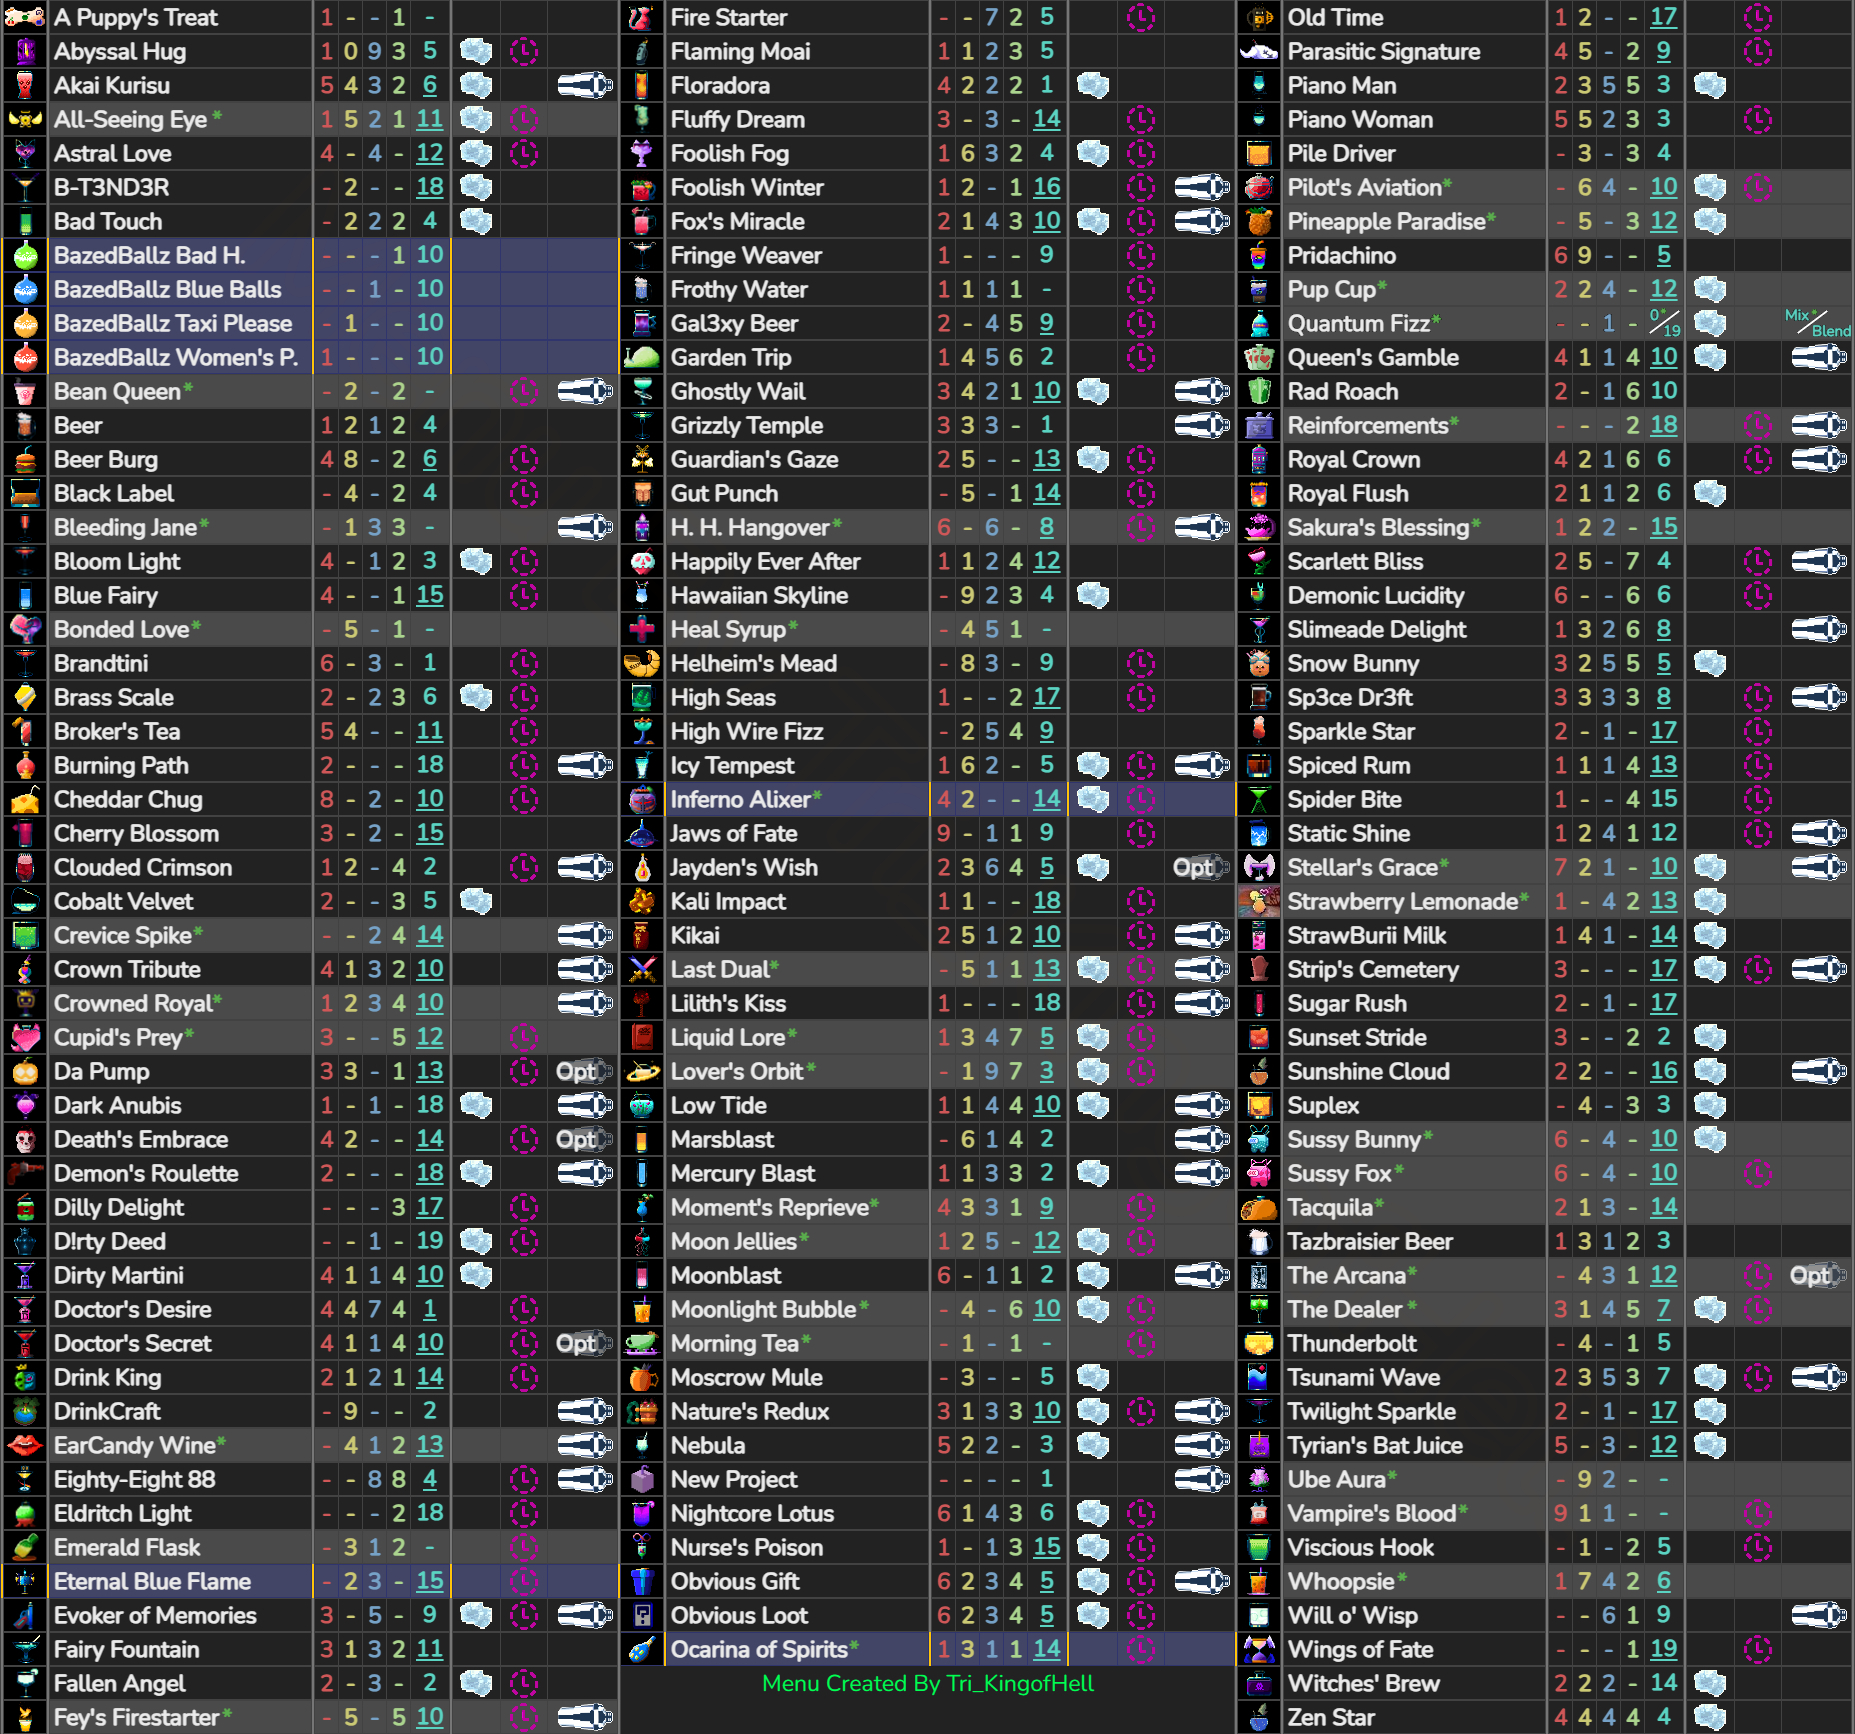 A Puppy's Treat 1 - - 1 -
Abyssal Hug 1 0 9 3 5
Akai Kurisu 5 4 3 2 6
All-Seeing Eye * 1 5 2 1 11
Astral Love 4 - 4 - 12
B-T3ND3R - 2 - - 18
Bad Touch - 2 2 2 4
BazedBallz Bad H. - - - 1 10
BazedBallz Blue Balls - - 1 - 10
BazedBallz Taxi Please - 1 - - 10
BazedBallz Women's P. 1 - - - 10
Bean Queen* - 2 - 2 -
Beer 1 2 1 2 4
Beer Burg 4 8 - 2 6
Black Label - 4 - 2 4
Bleeding Jane* - 1 3 3 -
Bloom Light 4 - 1 2 3
Blue Fairy 4 - - 1 15
Bonded Love* - 5 - 1 -
Brandtini 6 - 3 - 1
Brass Scale 2 - 2 3 6
Broker's Tea 5 4 - - 11
Burning Path 2 - - - 18
Cheddar Chug 8 - 2 - 10
Cherry Blossom 3 - 2 - 15
Clouded Crimson 1 2 - 4 2
Cobalt Velvet 2 - - 3 5
Crevice Spike* - - 2 4 14
Crown Tribute 4 1 3 2 10
Crowned Royal* 1 2 3 4 10
Cupid's Prey* 3 - - 5 12
Da Pump 3 3 - 1 13 Opt
Dark Anubis 1 - 1 - 18
Death's Embrace 4 2 - - 14 Opt
Demon's Roulette 2 - - - 18
Dilly Delight - - - 3 17
D!rty Deed - - 1 - 19
Dirty Martini 4 1 1 4 10
Doctor's Desire 4 4 7 4 1
Doctor's Secret 4 1 1 4 10 Opt
Drink King 2 1 2 1 14
DrinkCraft - 9 - - 2
EarCandy Wine* - 4 1 2 13
Eighty-Eight 88 - - 8 8 4
Eldritch Light - - - 2 18
Emerald Flask - 3 1 2 -
Eternal Blue Flame - 2 3 - 15
Evoker of Memories 3 - 5 - 9
Fairy Fountain 3 1 3 2 11
Fallen Angel 2 - 3 - 2
Fey's Firestarter* - 5 - 5 10
Fire Starter - - 7 2 5
Flaming Moai 1 1 2 3 5
Floradora 4 2 2 2 1
Fluffy Dream 3 - 3 - 14
Foolish Fog 1 6 3 2 4
Foolish Winter 1 2 - 1 16
Fox's Miracle 2 1 4 3 10
Fringe Weaver 1 - - - 9
Frothy Water 1 1 1 1 -
Gal3xy Beer 2 - 4 5 9
Garden Trip 1 4 5 6 2
Ghostly Wail 3 4 2 1 10
Grizzly Temple 3 3 3 - 1
Guardian's Gaze 2 5 - - 13
Gut Punch - 5 - 1 14
H. H. Hangover* 6 - 6 - 8
Happily Ever After 1 1 2 4 12
Hawaiian Skyline - 9 2 3 4
Heal Syrup* - 4 5 1 -
Helheim's Mead - 8 3 - 9
High Seas 1 - - 2 17
High Wire Fizz - 2 5 4 9
Icy Tempest 1 6 2 - 5
Inferno Alixer* 4 2 - - 14
Jaws of Fate 9 - 1 1 9
Jayden's Wish 2 3 6 4 5 Opt
Kali Impact 1 1 - - 18
Kikai 2 5 1 2 10
Last Dual* - 5 1 1 13
Lilith's Kiss 1 - - - 18
Liquid Lore* 1 3 4 7 5
Lover's Orbit* - 1 9 7 3
Low Tide 1 1 4 4 10
Marsblast - 6 1 4 2
Mercury Blast 1 1 3 3 2
Moment's Reprieve* 4 3 3 1 9
Moon Jellies* 1 2 5 - 12
Moonblast 6 - 1 1 2
Moonlight Bubble* - 4 - 6 10
Morning Tea* - 1 - 1 -
Moscrow Mule - 3 - - 5
Nature's Redux 3 1 3 3 10
Nebula 5 2 2 - 3
New Project - - - - 1
Nightcore Lotus 6 1 4 3 6
Nurse's Poison 1 - 1 3 15
Obvious Gift 6 2 3 4 5
Obvious Loot 6 2 3 4 5
Ocarina of Spirits* 1 3 1 1 14
Menu Created By Tri_KingofHell
Old Time 1 2 - - 17
Parasitic Signature 4 5 - 2 9
Piano Man 2 3 5 5 3
Piano Woman 5 5 2 3 3
Pile Driver - 3 - 3 4
Pilot's Aviation* - 6 4 - 10
Pineapple Paradise* - 5 - 3 12
Pridachino 6 9 - - 5
Pup Cup* 2 2 4 - 12
Quantum Fizz* - - 1 - 0*/19 Mix*/Blend
Queen's Gamble 4 1 1 4 10
Rad Roach 2 - 1 6 10
Reinforcements* - - - 2 18
Royal Crown 4 2 1 6 6
Royal Flush 2 1 1 2 6
Sakura's Blessing* 1 2 2 - 15
Scarlett Bliss 2 5 - 7 4
Demonic Lucidity 6 - - 6 6
Slimeade Delight 1 3 2 6 8
Snow Bunny 3 2 5 5 5
Sp3ce Dr3ft 3 3 3 3 8
Sparkle Star 2 - 1 - 17
Spiced Rum 1 1 1 4 13
Spider Bite 1 - - 4 15
Static Shine 1 2 4 1 12
Stellar's Grace* 7 2 1 - 10
Strawberry Lemonade* 1 - 4 2 13
StrawBurii Milk 1 4 1 - 14
Strip's Cemetery 3 - - - 17
Sugar Rush 2 - 1 - 17
Sunset Stride 3 - - 2 2
Sunshine Cloud 2 2 - - 16
Suplex - 4 - 3 3
Sussy Bunny* 6 - 4 - 10
Sussy Fox* 6 - 4 - 10
Tacquila* 2 1 3 - 14
Tazbraisier Beer 1 3 1 2 3
The Arcana* - 4 3 1 12 Opt
The Dealer* 3 1 4 5 7
Thunderbolt - 4 - 1 5
Tsunami Wave 2 3 5 3 7
Twilight Sparkle 2 - 1 - 17
Tyrian's Bat Juice 5 - 3 - 12
Ube Aura* - 9 2 - -
Vampire's Blood* 9 1 1 - -
Viscious Hook - 1 - 2 5
Whoopsie* 1 7 4 2 6
Will o' Wisp - - 6 1 9
Wings of Fate - - - 1 19
Witches' Brew 2 2 2 - 14
Zen Star 4 4 4 4 4